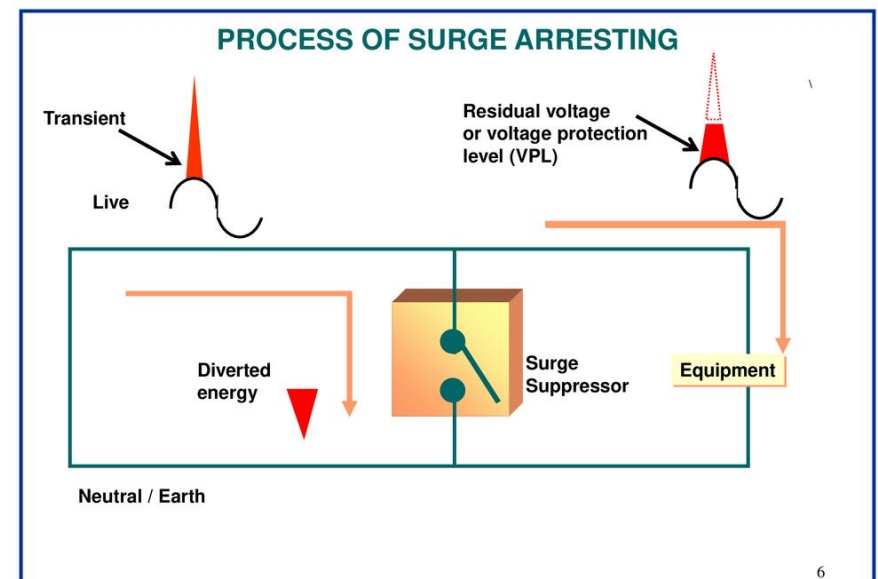 PROCESS OF SURGE ARRESTING
Transient
Live
Residual voltage
or voltage protection
level (VPL)
\
Diverted
energy
Surge
Suppressor
Equipment
Neutral / Earth
6